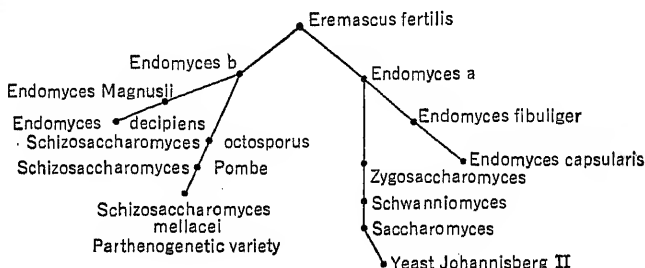 Eremascus fertilis
Endomyces b
Endomyces a
Endomyces Magnusii
Endomyces fibuliger
Endomyces decipiens
Schizosaccharomyces octosporus
Endomyces capsularis
Schizosaccharomyces Pombe
Zygosaccharomyces
Schwanniomyces
Schizosaccharomyces
mellacei
Parthenogenetic variety
Saccharomyces
Yeast Johannisberg II